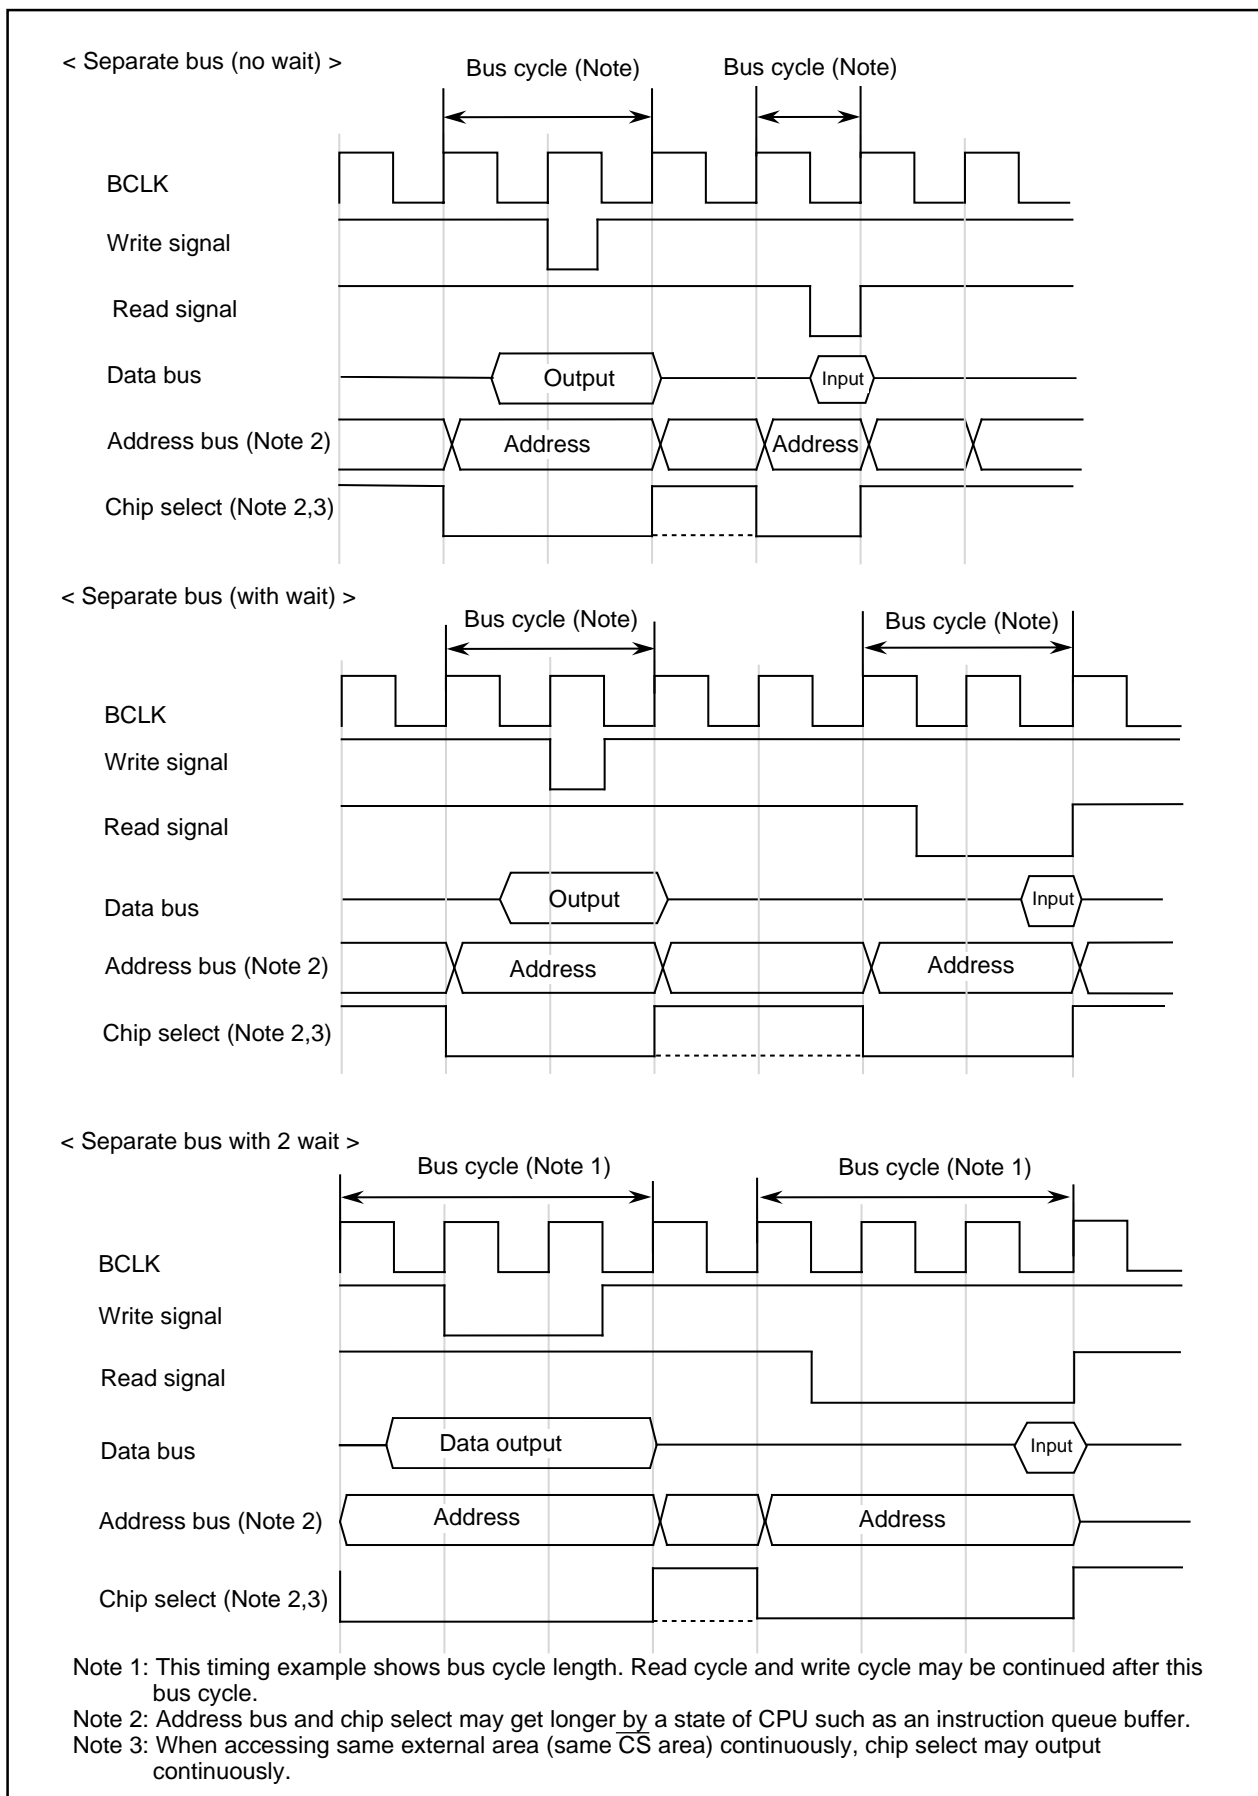 < Separate bus (no wait) >
Bus cycle (Note)
Bus cycle (Note)
BCLK
Write signal
Read signal
Data bus
Output
Input
Address bus (Note 2)
Address
Address
Chip select (Note 2,3)
< Separate bus (with wait) >
Bus cycle (Note)
Bus cycle (Note)
BCLK
Write signal
Read signal
Data bus
Output
Input
Address bus (Note 2)
Address
Address
Chip select (Note 2,3)
< Separate bus with 2 wait >
Bus cycle (Note 1)
Bus cycle (Note 1)
BCLK
Write signal
Read signal
Data bus
Data output
Input
Address bus (Note 2)
Address
Address
Chip select (Note 2,3)
Note 1: This timing example shows bus cycle length. Read cycle and write cycle may be continued after this
bus cycle.
Note 2: Address bus and chip select may get longer by a state of CPU such as an instruction queue buffer.
Note 3: When accessing same external area (same C̅S̅ area) continuously, chip select may output
continuously.